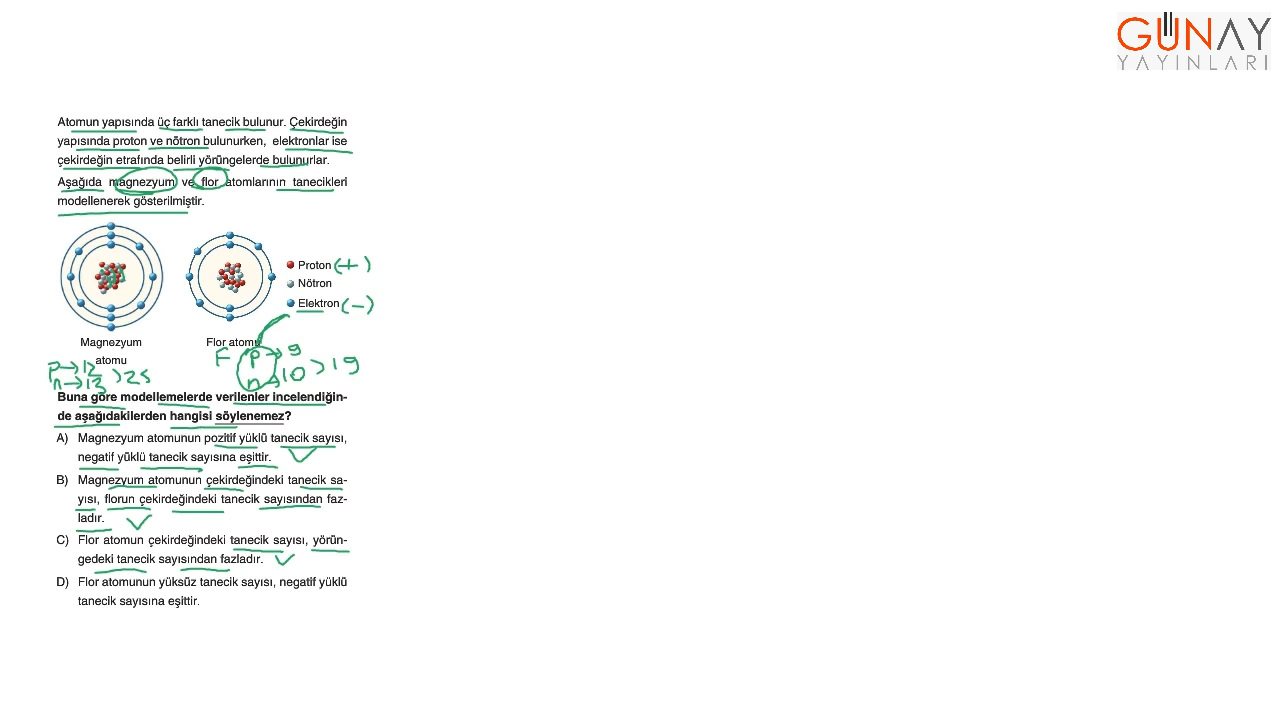 GÜNAY
YAYINLARI
Atomun yapısında üç farklı tanecik bulunur. Çekirdeğin
yapısında proton ve nötron bulunurken, elektronlar ise
çekirdeğin etrafında belirli yörüngelerde bulunurlar.
Aşağıda magnezyum ve flor atomlarının tanecikleri
modellenerek gösterilmiştir.
Proton (+)
Nötron
Elektron (-)
Magnezyum
atomu
Flor atomu
p→12
n→13 >25
F p→9
n→10 >19
Buna göre modellemelerde verilenler incelendiğin-
de aşağıdakilerden hangisi söylenemez?
A) Magnezyum atomunun pozitif yüklü tanecik sayısı,
negatif yüklü tanecik sayısına eşittir.
B) Magnezyum atomunun çekirdeğindeki tanecik sa-
yısı, florun çekirdeğindeki tanecik sayısından faz-
ladır.
C) Flor atomun çekirdeğindeki tanecik sayısı, yörün-
gedeki tanecik sayısından fazladır.
D) Flor atomunun yüksüz tanecik sayısı, negatif yüklü
tanecik sayısına eşittir.